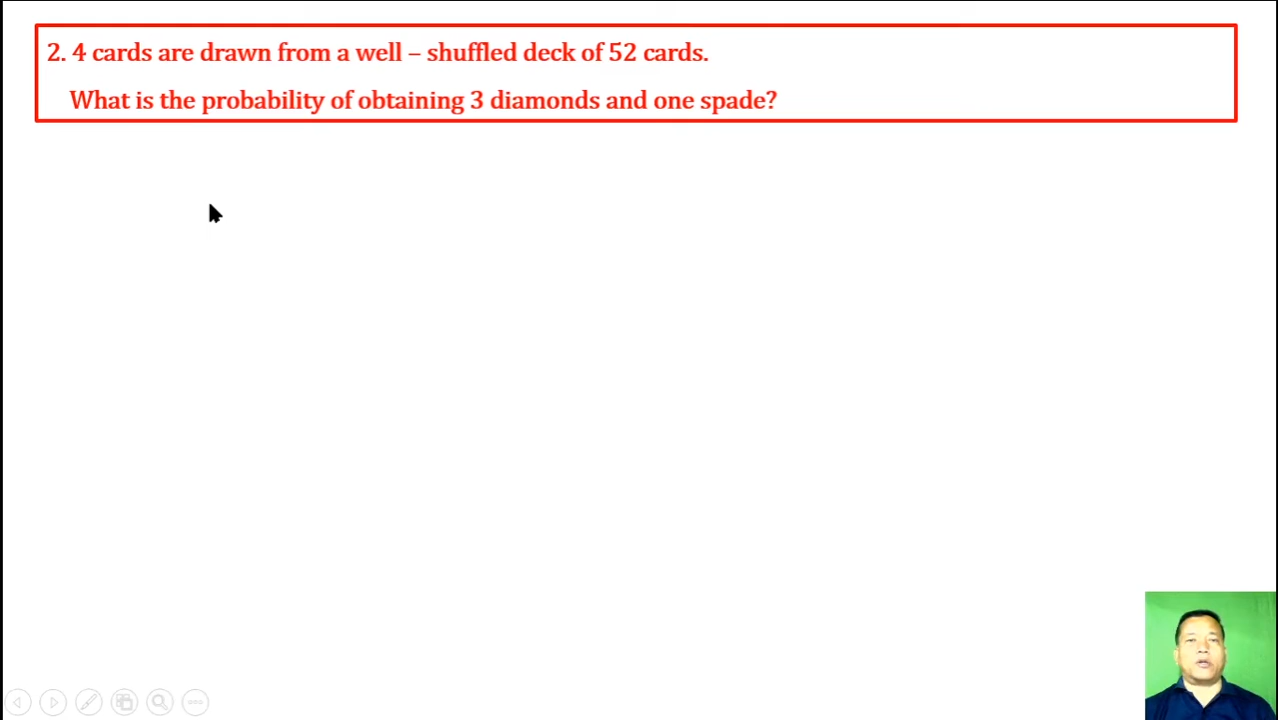 2. 4 cards are drawn from a well – shuffled deck of 52 cards.
What is the probability of obtaining 3 diamonds and one spade?